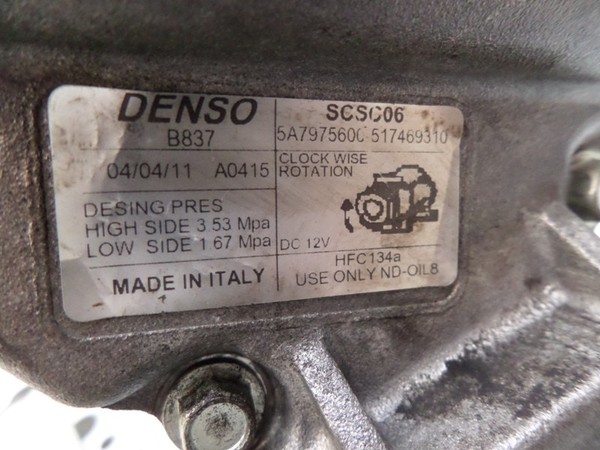 DENSO
B837
SCSC06
5A7975600 517469310
04/04/11 A0415
CLOCK WISE
ROTATION
DESING PRES
HIGH SIDE 3.53 Mpa
LOW SIDE 1.67 Mpa
DC 12V
MADE IN ITALY
HFC134a
USE ONLY ND-OIL8